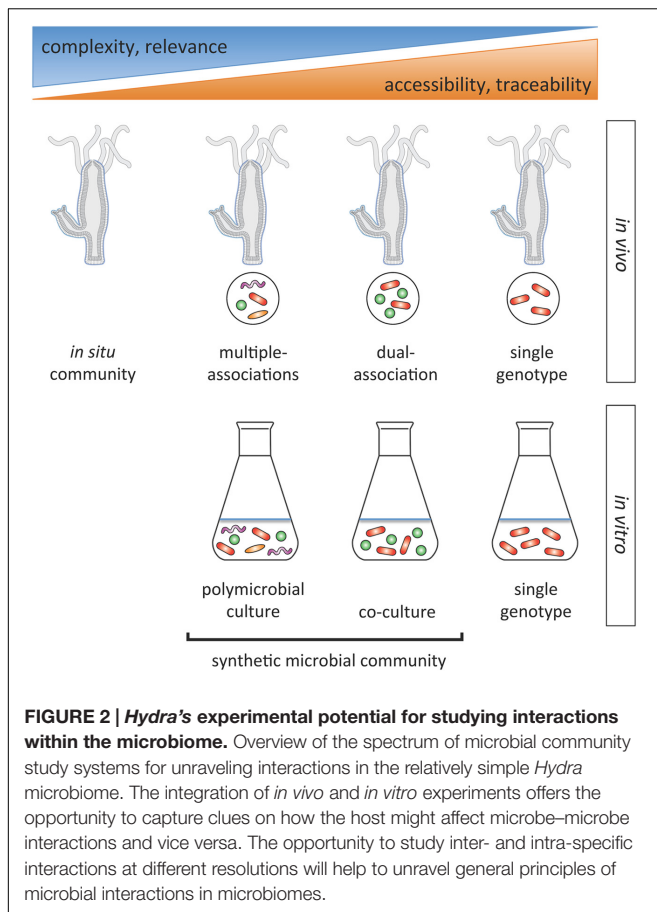 complexity, relevance
accessibility, traceability
in vivo
in situ
community
multiple-
associations
dual-
association
single
genotype
in vitro
polymicrobial
culture
co-culture
single
genotype
synthetic microbial community
FIGURE 2 | Hydra's experimental potential for studying interactions
within the microbiome. Overview of the spectrum of microbial community
study systems for unraveling interactions in the relatively simple Hydra
microbiome. The integration of in vivo and in vitro experiments offers the
opportunity to capture clues on how the host might affect microbe–microbe
interactions and vice versa. The opportunity to study inter- and intra-specific
interactions at different resolutions will help to unravel general principles of
microbial interactions in microbiomes.